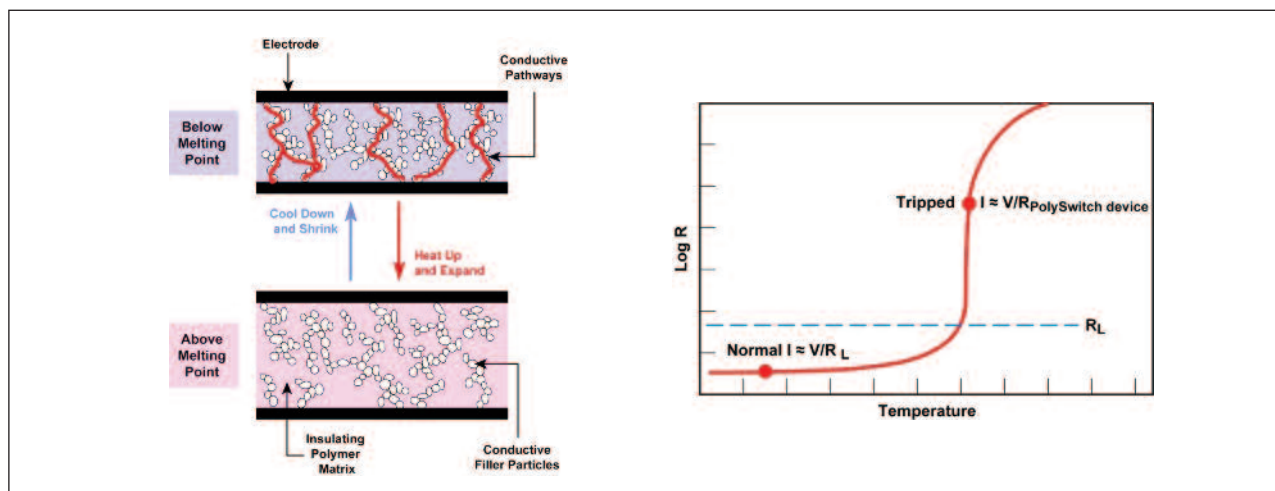 Electrode
Conductive
Pathways
Below
Melting
Point
Cool Down
and Shrink
Heat Up
and Expand
Above
Melting
Point
Insulating
Polymer
Matrix
Conductive
Filler Particles
Log R
Tripped
I ≈ V/RPolySwitch device
RL
Normal I ≈ V/R L
Temperature